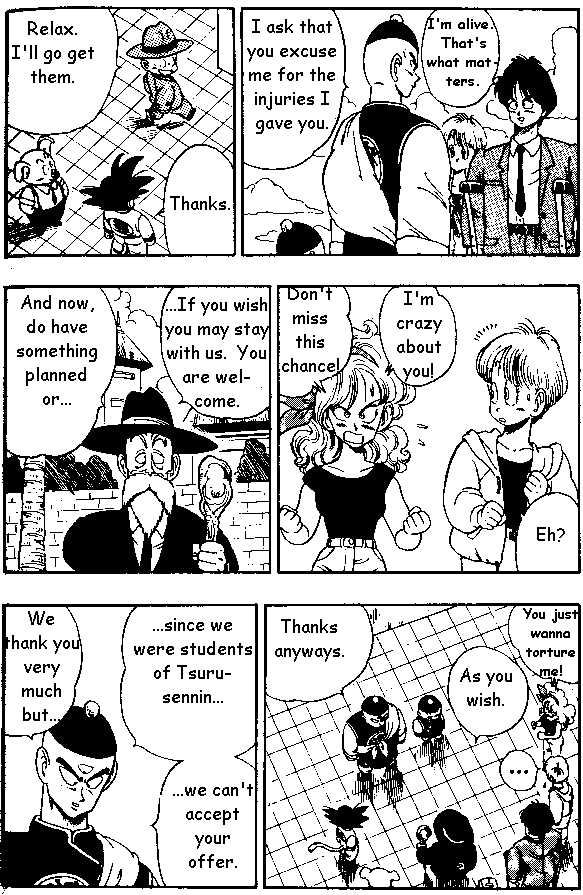 Relax.
I'll go get
them.
Thanks.
I ask that
you excuse
me for the
injuries I
gave you.
I'm alive.
That's
what mat-
ters.
And now,
do have
something
planned
or...
...If you wish
you may stay
with us. You
are wel-
come.
Don't
miss
this
chance!
I'm
crazy
about
you!
Eh?
We
thank you
very
much
but...
...since we
were students
of Tsuru-
sennin...
...we can't
accept
your
offer.
Thanks
anyways.
As you
wish.
You just
wanna
torture
me!
...